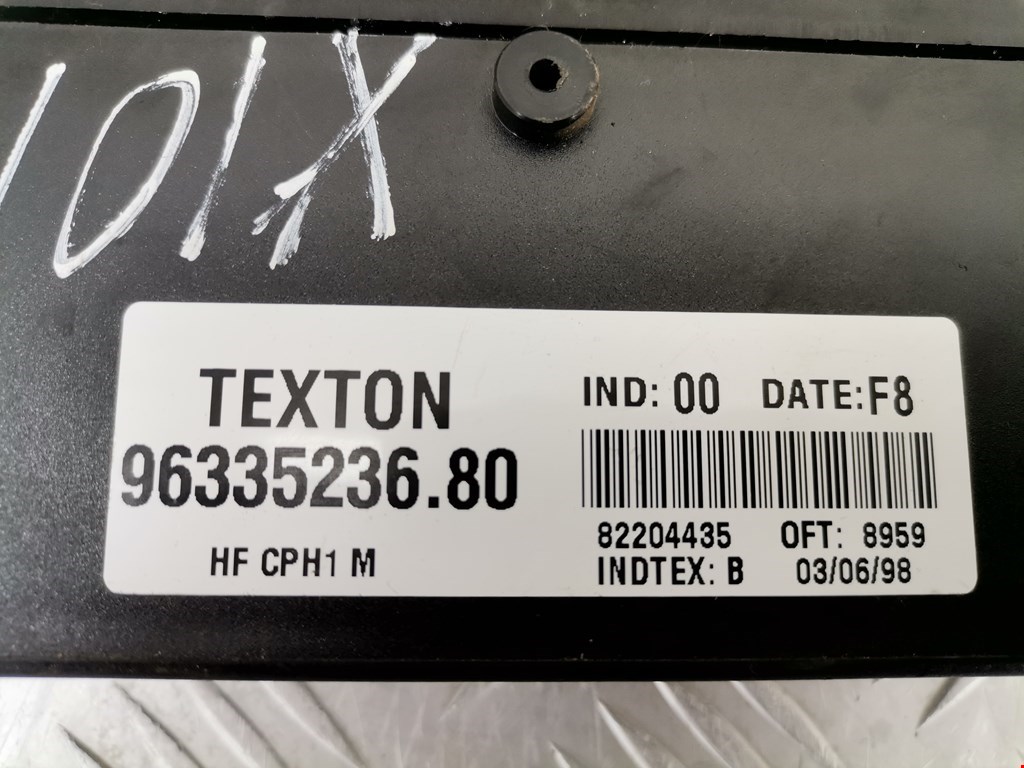 101X
TEXTON
96335236.80
HF CPH1 M
IND: 00 DATE: F8
82204435 OFT: 8959
INDTEX: B 03/06/98